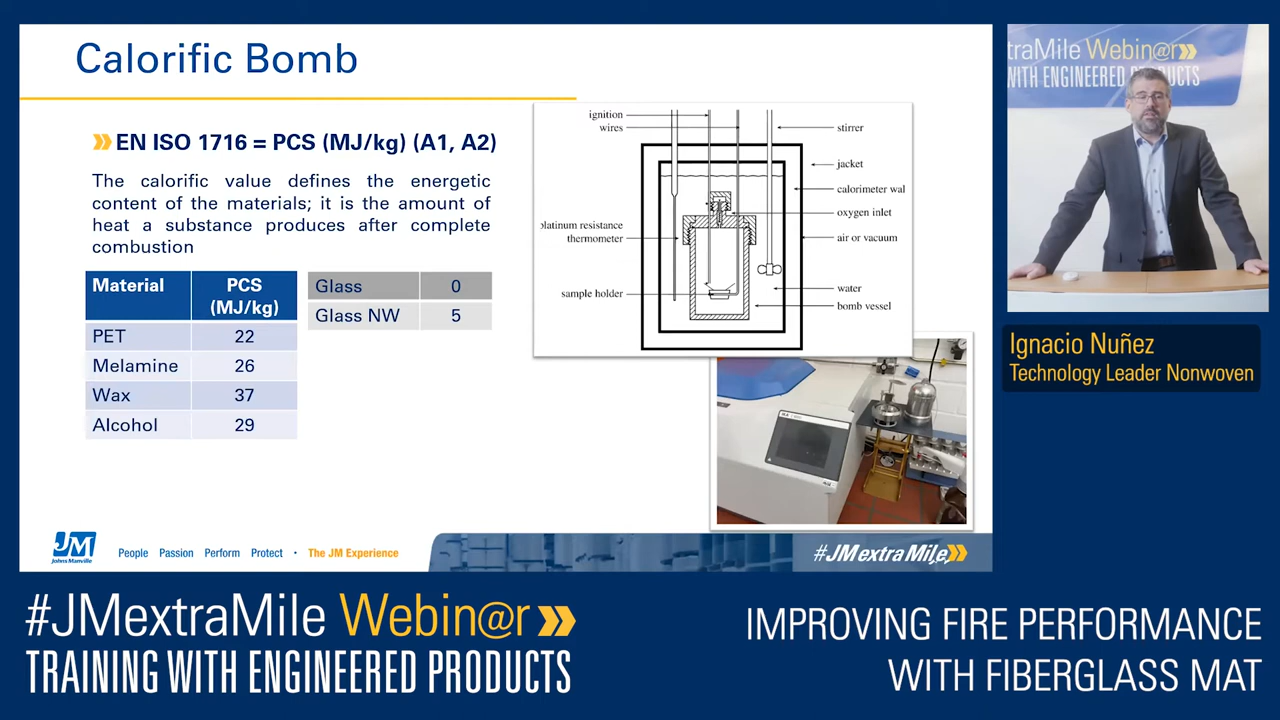 Calorific Bomb
EN ISO 1716 = PCS (MJ/kg) (A1, A2)
The calorific value defines the energetic
content of the materials; it is the amount of
heat a substance produces after complete
combustion
Material PCS
(MJ/kg)
PET 22
Melamine 26
Wax 37
Alcohol 29
Glass 0
Glass NW 5
ignition
wires
stirrer
jacket
calorimeter wal
oxygen inlet
platinum resistance
thermometer
air or vacuum
sample holder
water
bomb vessel
JM
Johns Manville
People Passion Perform Protect • The JM Experience
#JMextraMile
xtraMile Webin@r
WITH ENGINEERED PRODUCTS
Ignacio Nuñez
Technology Leader Nonwoven
#JMextraMile Webin@r
TRAINING WITH ENGINEERED PRODUCTS
IMPROVING FIRE PERFORMANCE
WITH FIBERGLASS MAT